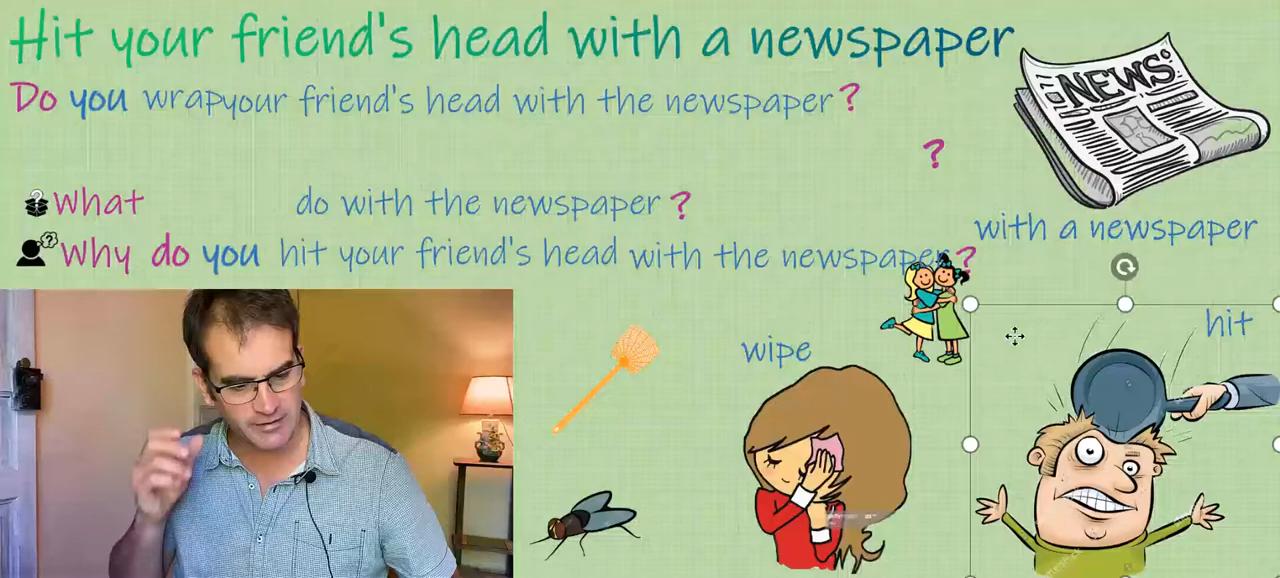 Hit your friend's head with a newspaper
Do you wrapyour friend's head with the newspaper?
?
What do with the newspaper?
Why do you hit your friend's head with the newspaper?
NEWS
with a newspaper
wipe
hit